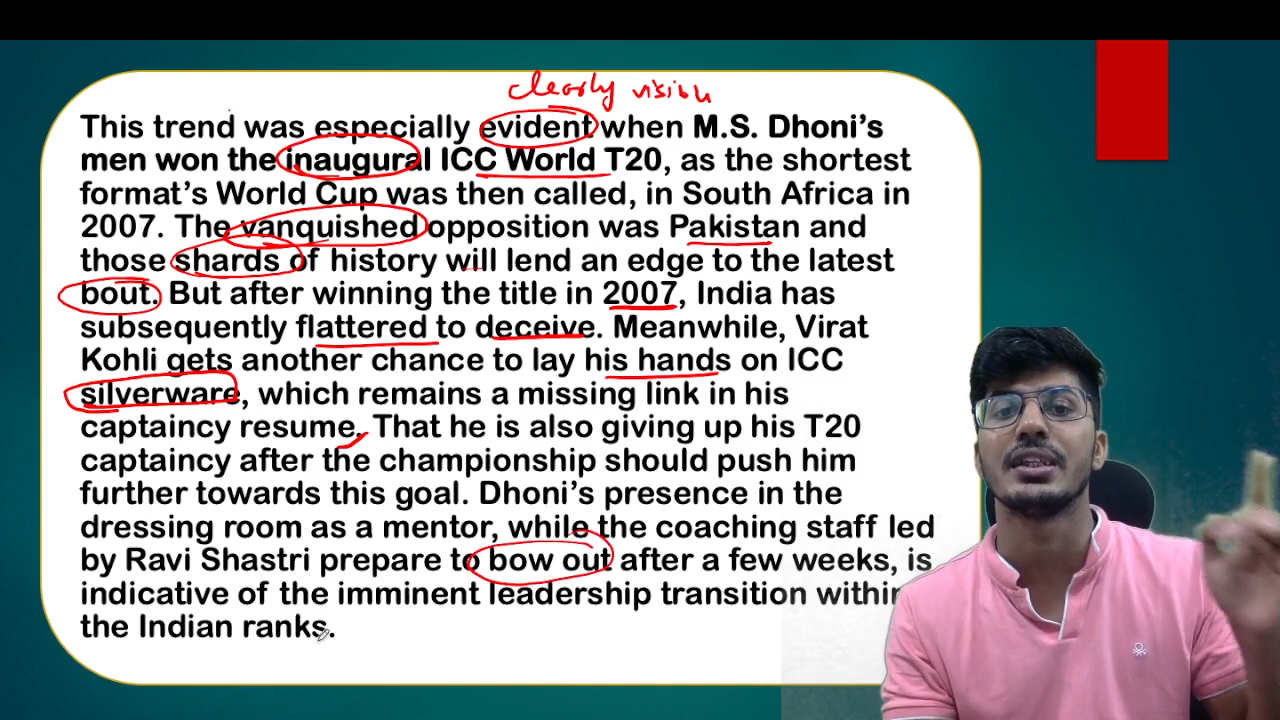 clearly visible
This trend was especially evident when M.S. Dhoni's
men won the inaugural ICC World T20, as the shortest
format's World Cup was then called, in South Africa in
2007. The vanquished opposition was Pakistan and
those shards of history will lend an edge to the latest
bout. But after winning the title in 2007, India has
subsequently flattered to deceive. Meanwhile, Virat
Kohli gets another chance to lay his hands on ICC
silverware, which remains a missing link in his
captaincy resume. That he is also giving up his T20
captaincy after the championship should push him
further towards this goal. Dhoni's presence in the
dressing room as a mentor, while the coaching staff led
by Ravi Shastri prepare to bow out after a few weeks, is
indicative of the imminent leadership transition within
the Indian ranks.